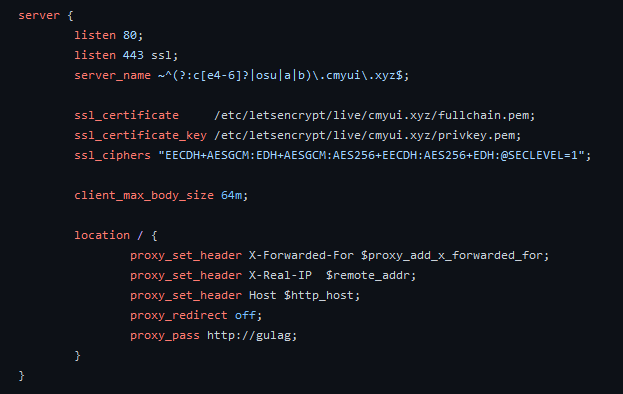 server {
listen 80;
listen 443 ssl;
server_name ~^(?:c[e4-6]?|osu|a|b)\.cmyui\.xyz$;
ssl_certificate /etc/letsencrypt/live/cmyui.xyz/fullchain.pem;
ssl_certificate_key /etc/letsencrypt/live/cmyui.xyz/privkey.pem;
ssl_ciphers "EECDH+AESGCM:EDH+AESGCM:AES256+EECDH:AES256+EDH:@SECLEVEL=1";
client_max_body_size 64m;
location / {
proxy_set_header X-Forwarded-For $proxy_add_x_forwarded_for;
proxy_set_header X-Real-IP $remote_addr;
proxy_set_header Host $http_host;
proxy_redirect off;
proxy_pass http://gulag;
}
}